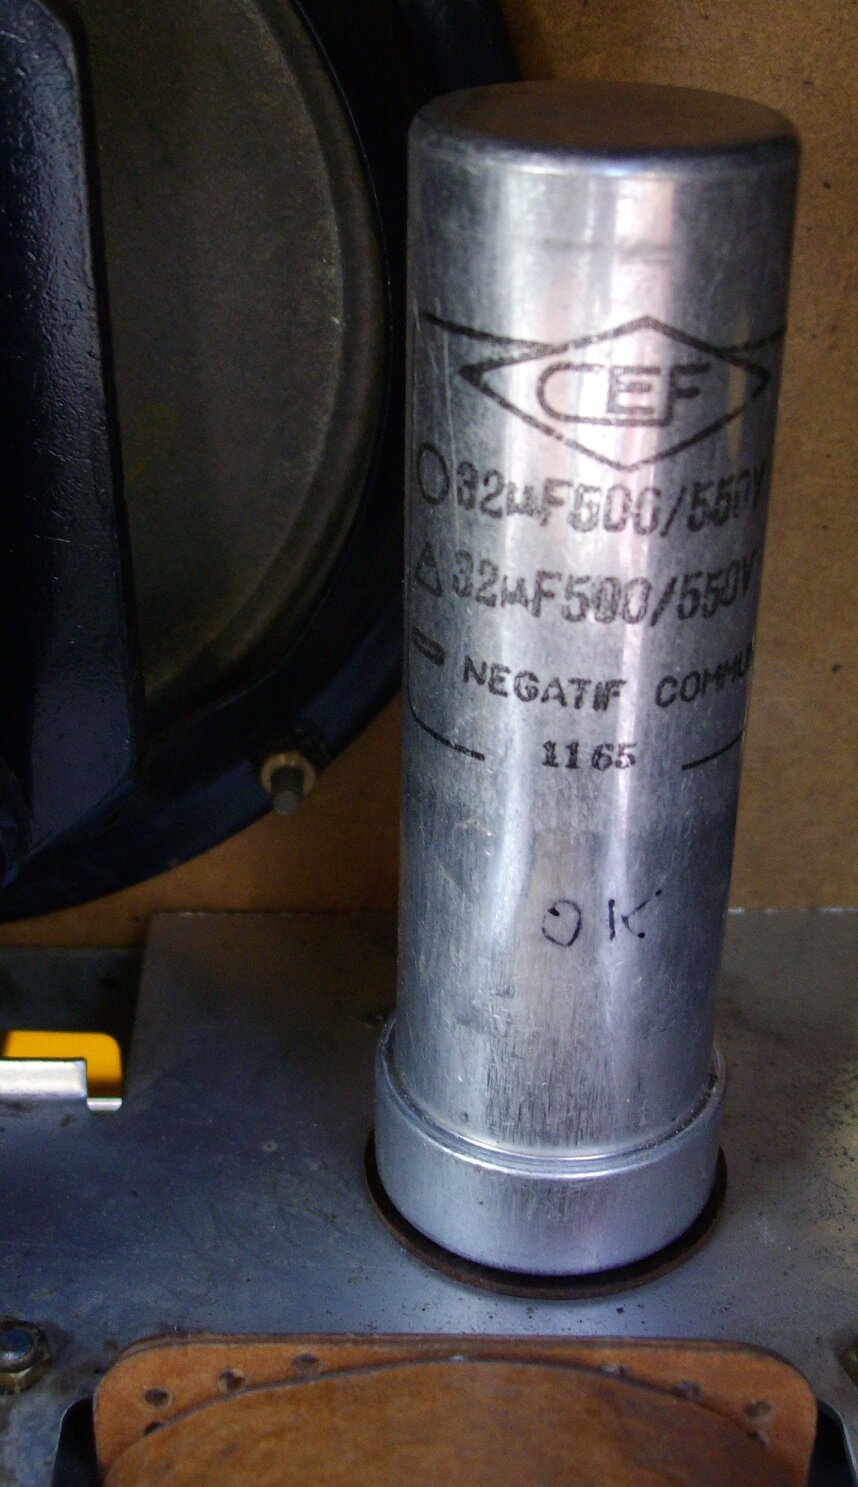 CEF
32µF500/550V
32µF500/550V
NEGATIF COMMUN
1165
OK